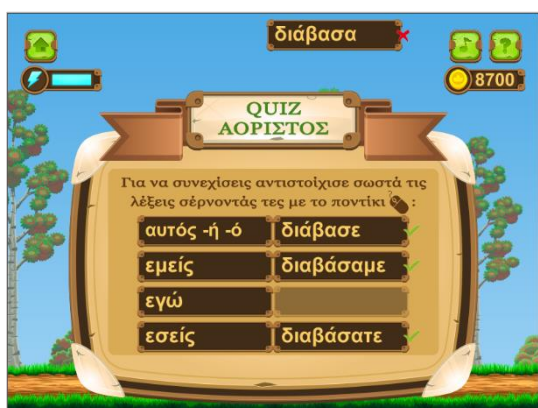 διάβασα
8700
QUIZ
ΑΟΡΙΣΤΟΣ
Για να συνεχίσεις αντιστοίχισε σωστά τις
λέξεις σέρνοντάς τες με το ποντίκι :
αυτός -ή -ό διάβασε
εμείς διαβάσαμε
εγώ
εσείς διαβάσατε